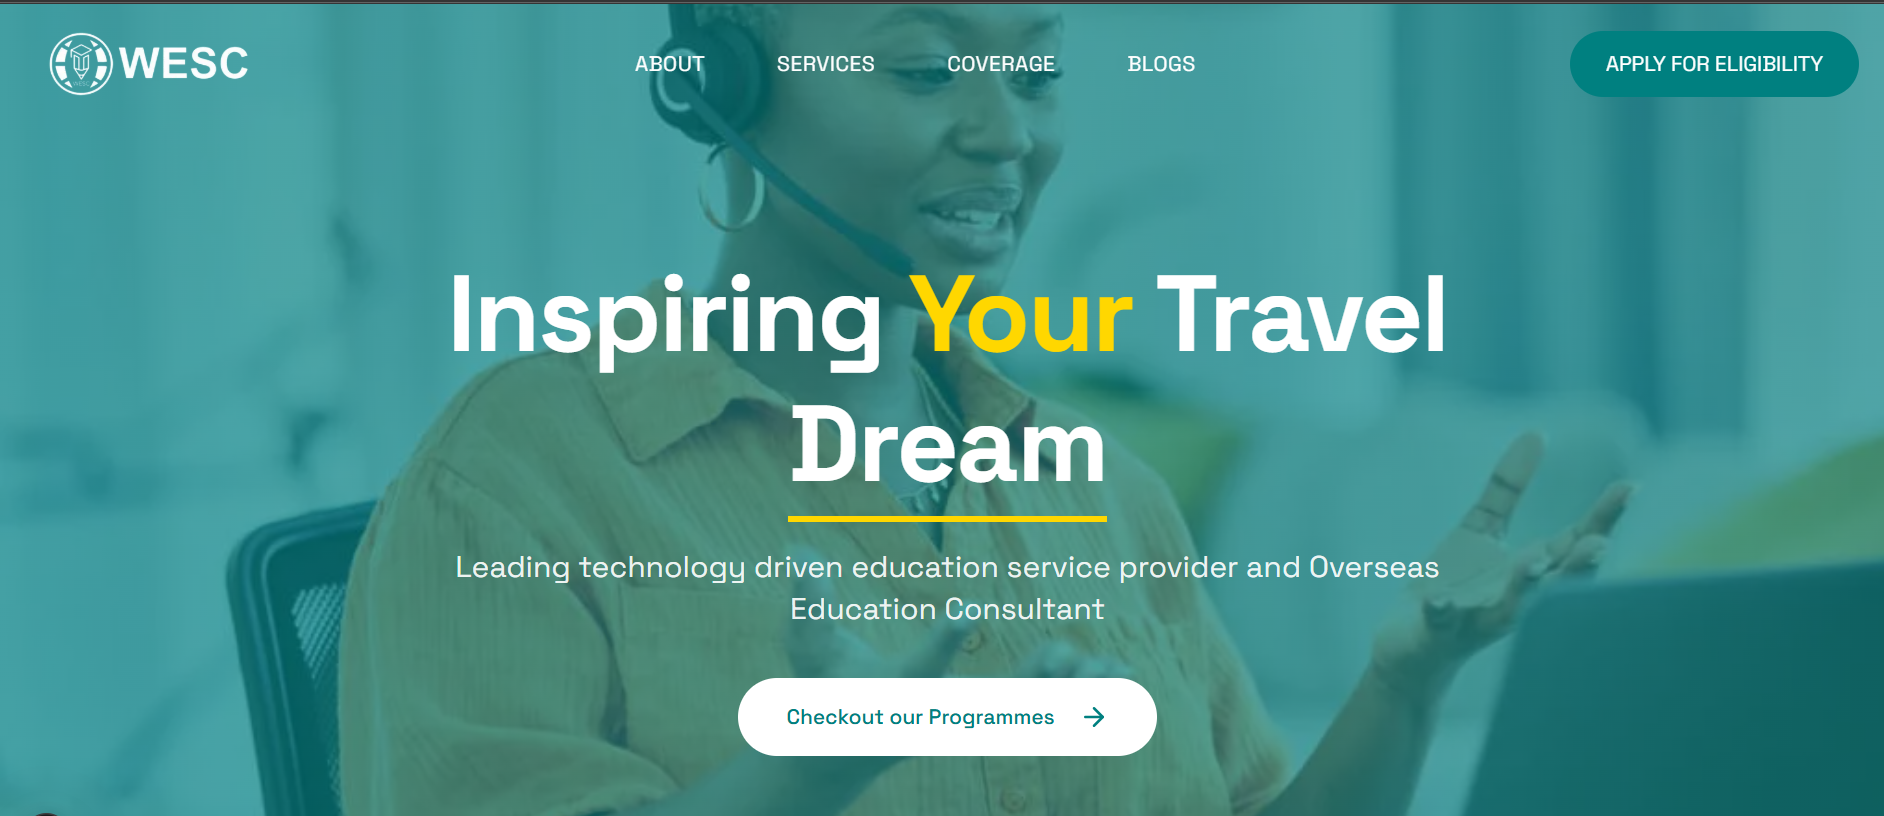 WESC
ABOUT
SERVICES
COVERAGE
BLOGS
APPLY FOR ELIGIBILITY
Inspiring Your Travel
Dream
Leading technology driven education service provider and Overseas
Education Consultant
Checkout our Programmes